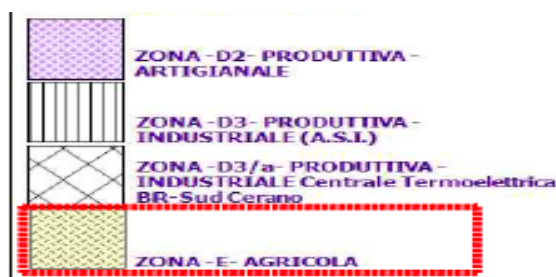 ZONA -D2- PRODUTTIVA -
ARTIGIANALE
ZONA -D3- PRODUTTIVA -
INDUSTRIALE (A.S.I.)
ZONA -D3/a- PRODUTTIVA -
INDUSTRIALE Centrale Termoelettrica
BR-Sud Cerano
ZONA -E- AGRICOLA